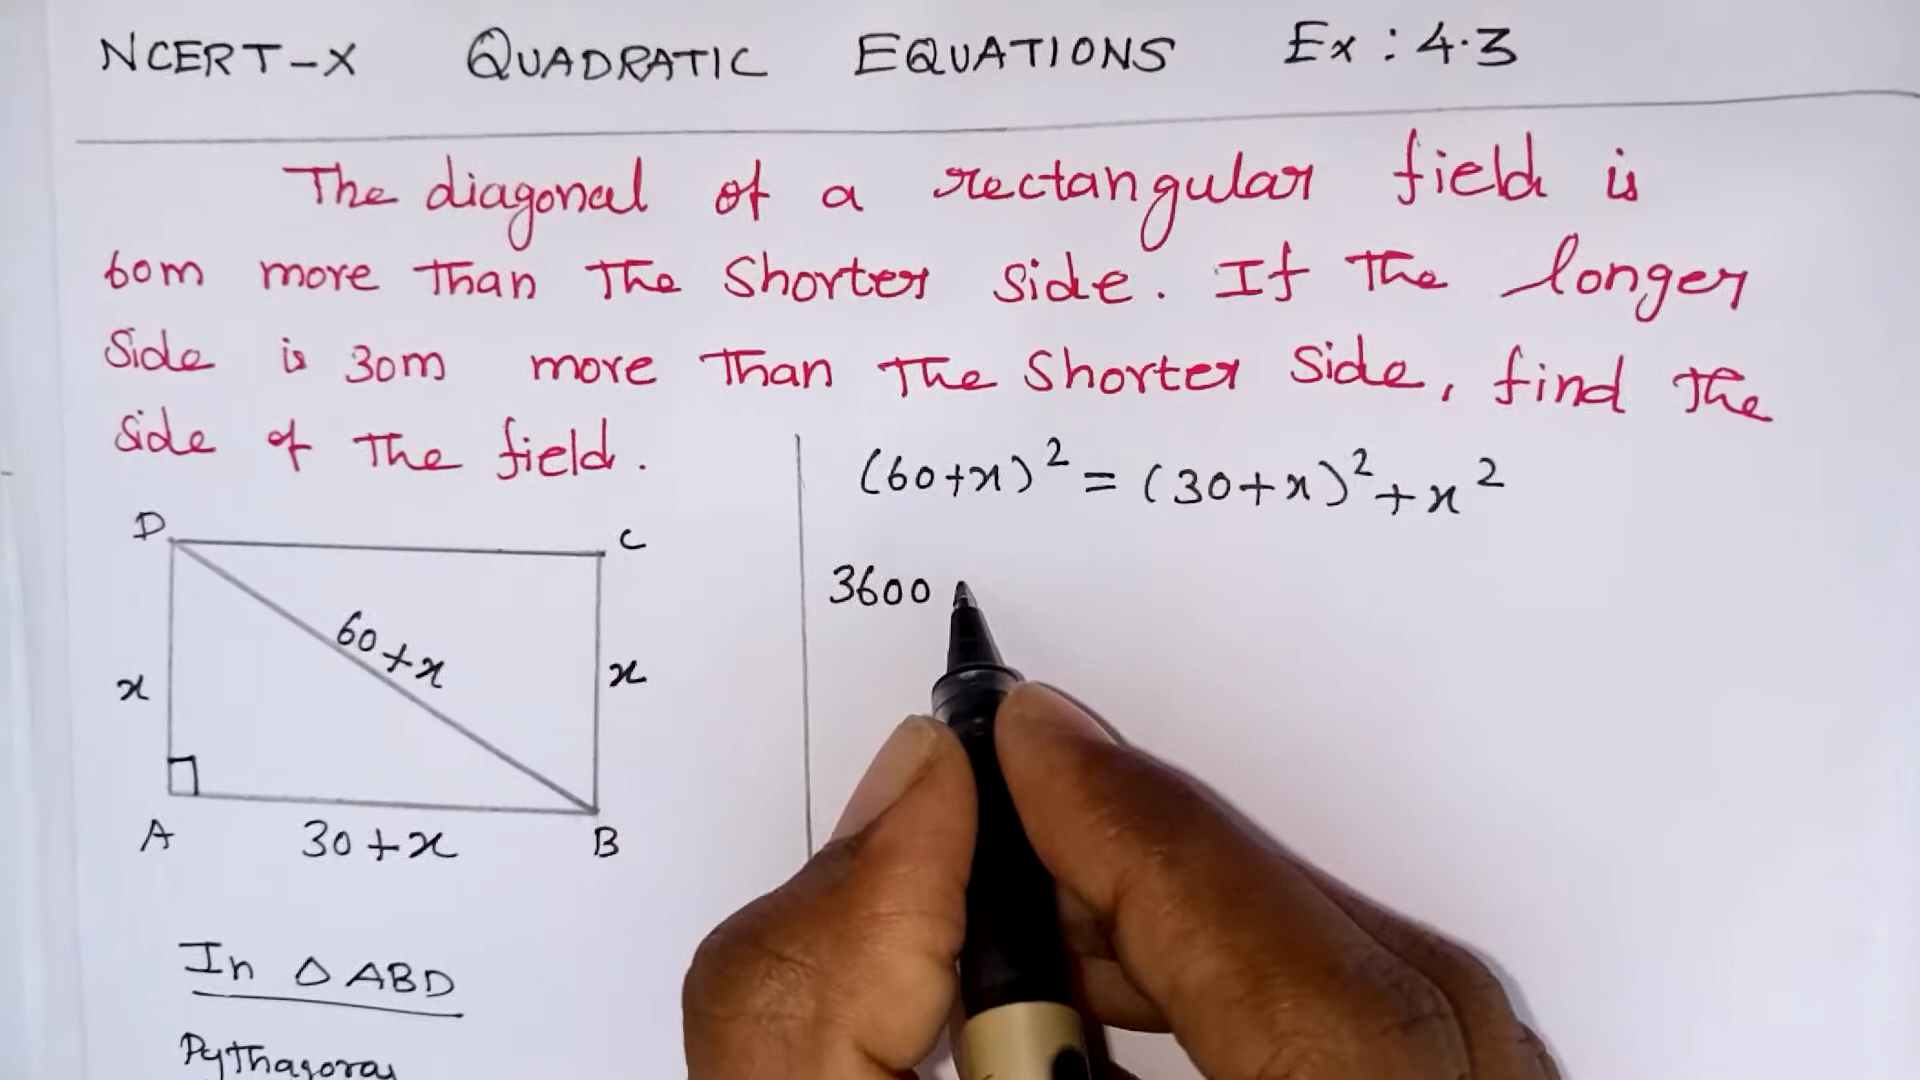 NCERT-X QUADRATIC EQUATIONS Ex: 4.3
The diagonal of a rectangular field is
60m more Than The Shorter Side. If The longer
Side is 30m more Than The Shorter Side, find The
Side of The field.
(60+x)² = (30+x)² + x²
3600
D
C
60+x
x
x
A
30+x
B
In △ ABD
Pythagoras